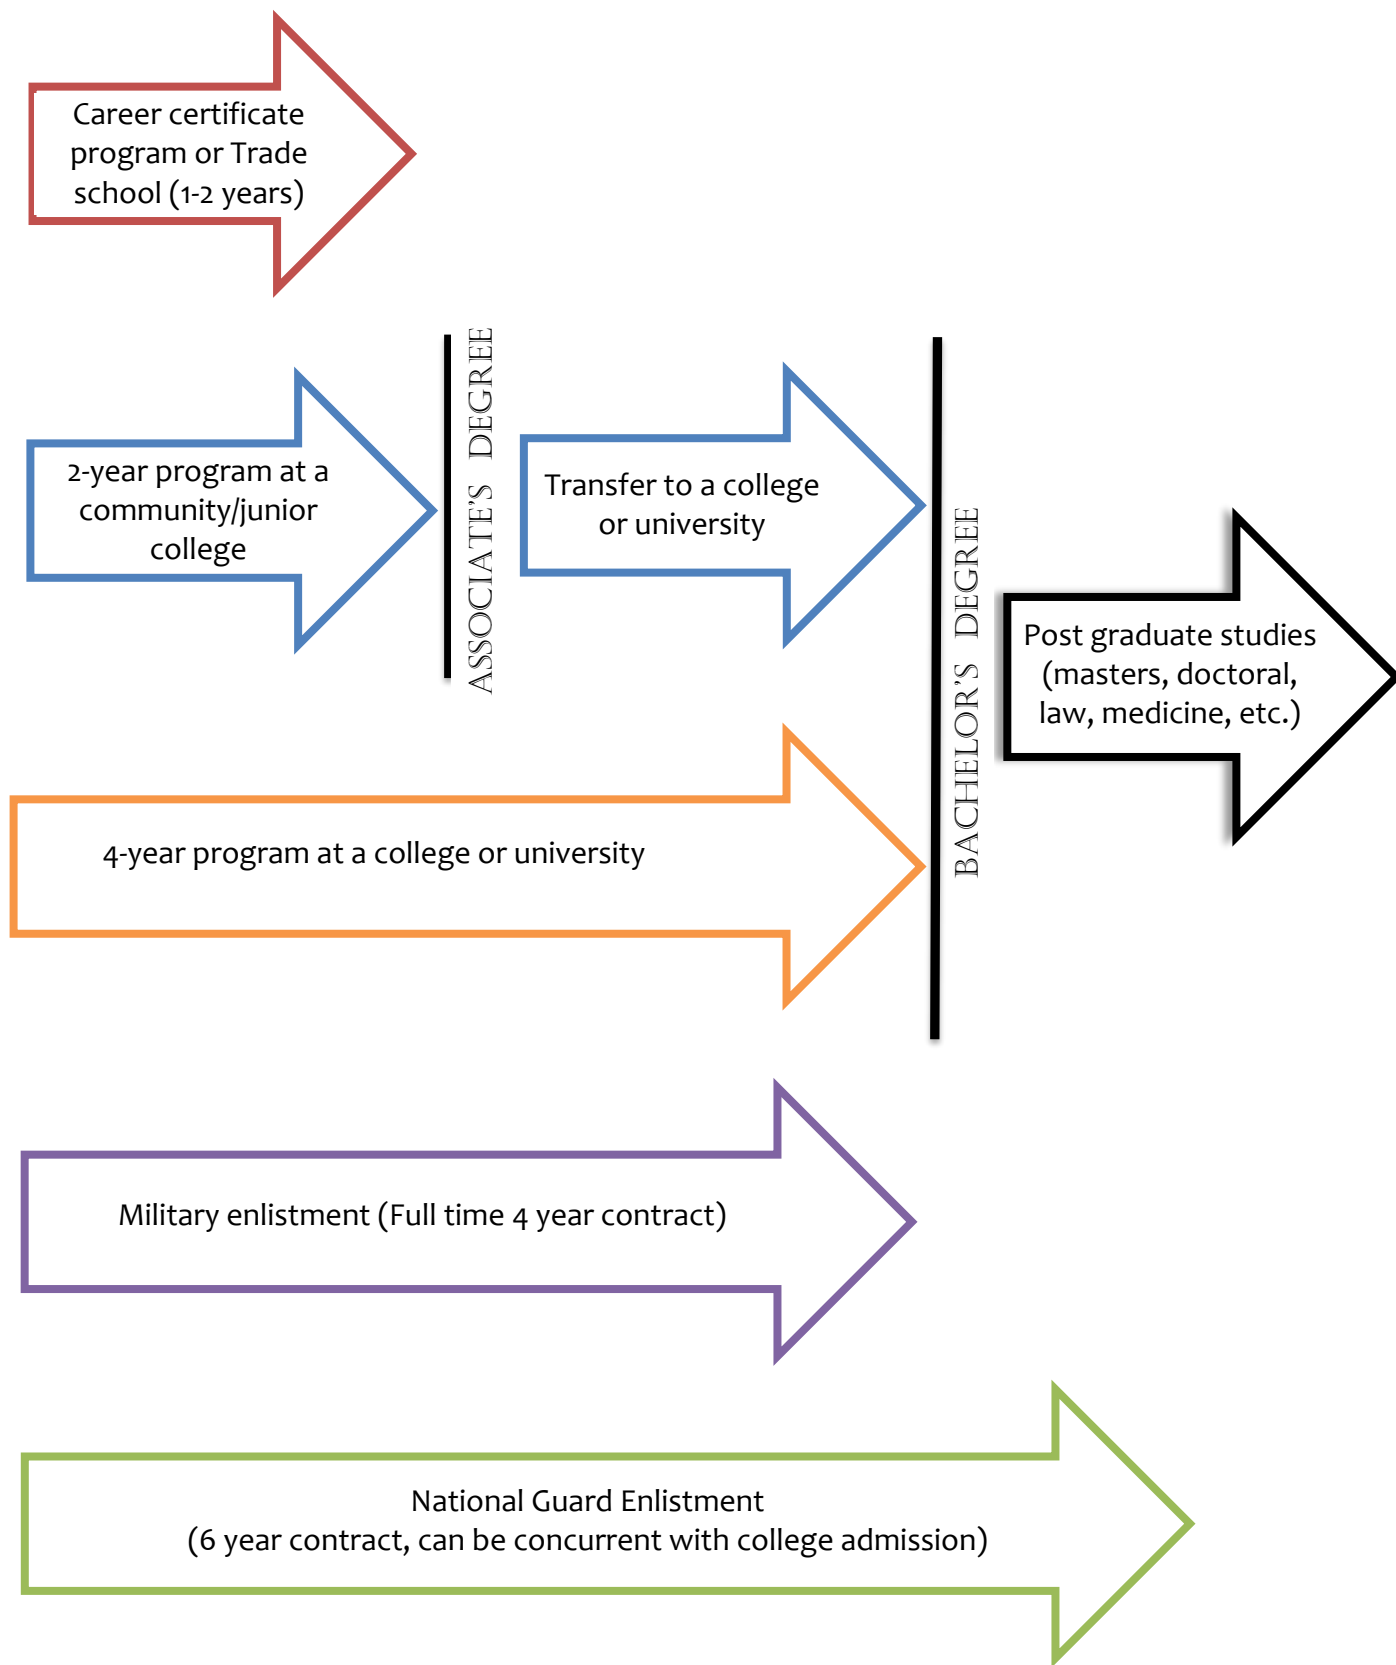 Career certificate
program or Trade
school (1-2 years)
2-year program at a
community/junior
college
ASSOCIATE'S DEGREE
Transfer to a college
or university
BACHELOR'S DEGREE
Post graduate studies
(masters, doctoral,
law, medicine, etc.)
4-year program at a college or university
Military enlistment (Full time 4 year contract)
National Guard Enlistment
(6 year contract, can be concurrent with college admission)